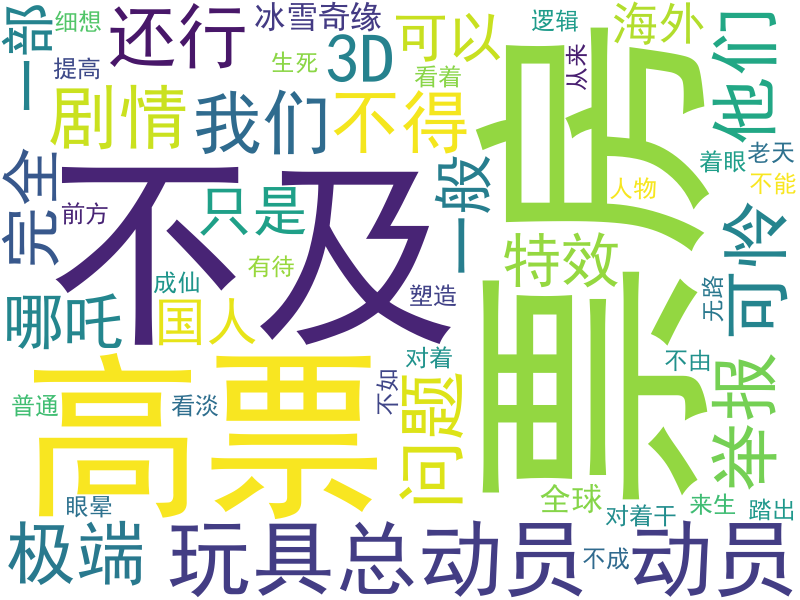 一部
细想
还行
冰雪奇缘
可以
逻辑
海外
他们
提高
生死
3D
看着
从来
剧情
我们
不得
票房
完全
不及
一般
着眼
老天
前方
只是
人物
不能
可怜
哪吒
国人
成仙
有待
塑造
特效
无路
高票
对着
问题
不由
举报
普通
看淡
不如
眼晕
全球
来生
踏出
极端
玩具总动员
对着干
不成
动员